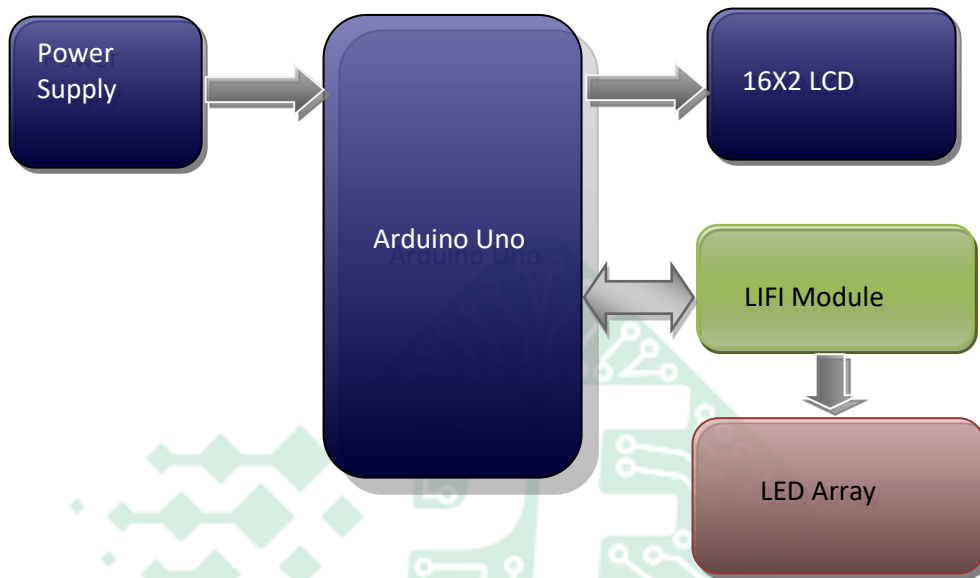 Power
Supply
16X2 LCD
Arduino Uno
LIFI Module
LED Array